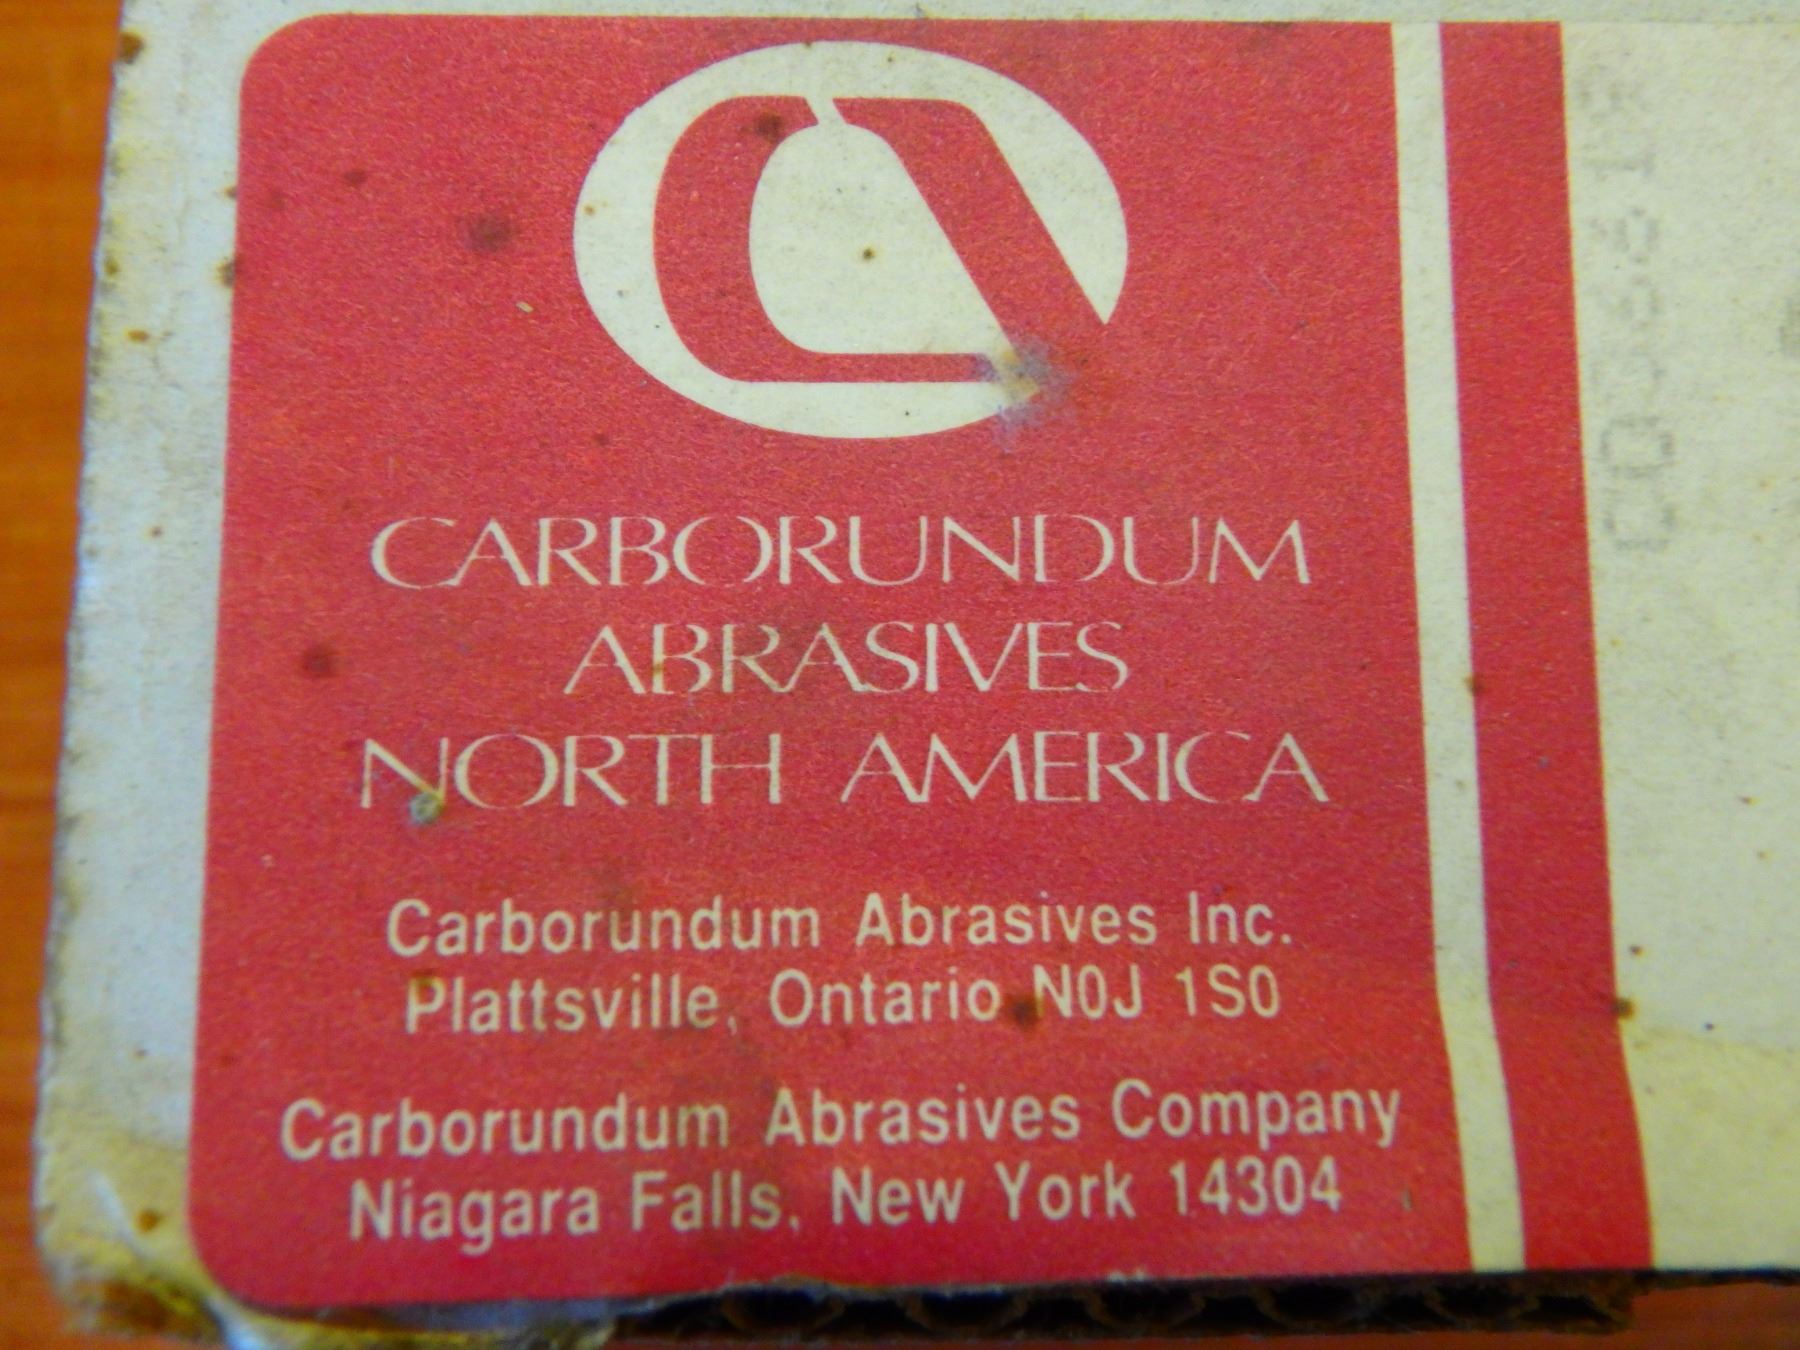 CARBORUNDUM
ABRASIVES
NORTH AMERICA
Carborundum Abrasives Inc.
Plattsville, Ontario N0J 1S0
Carborundum Abrasives Company
Niagara Falls, New York 14304